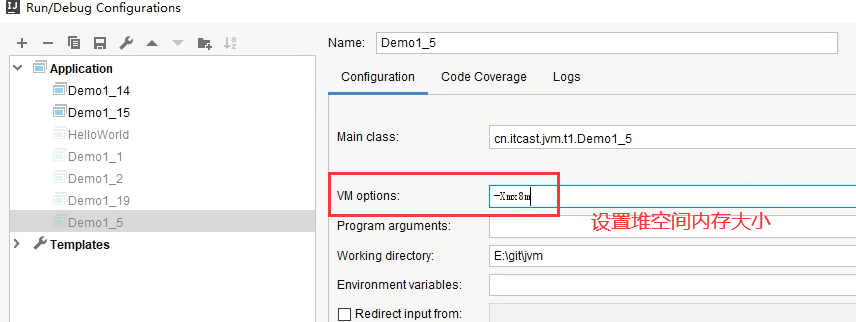 Run/Debug Configurations
Name: Demo1_5
Application
Demo1_14
Demo1_15
HelloWorld
Demo1_1
Demo1_2
Demo1_19
Demo1_5
Templates
Configuration Code Coverage Logs
Main class: cn.itcast.jvm.t1.Demo1_5
VM options: -Xmx8m
设置堆空间内存大小
Program arguments:
Working directory: E:\git\jvm
Environment variables:
Redirect input from: